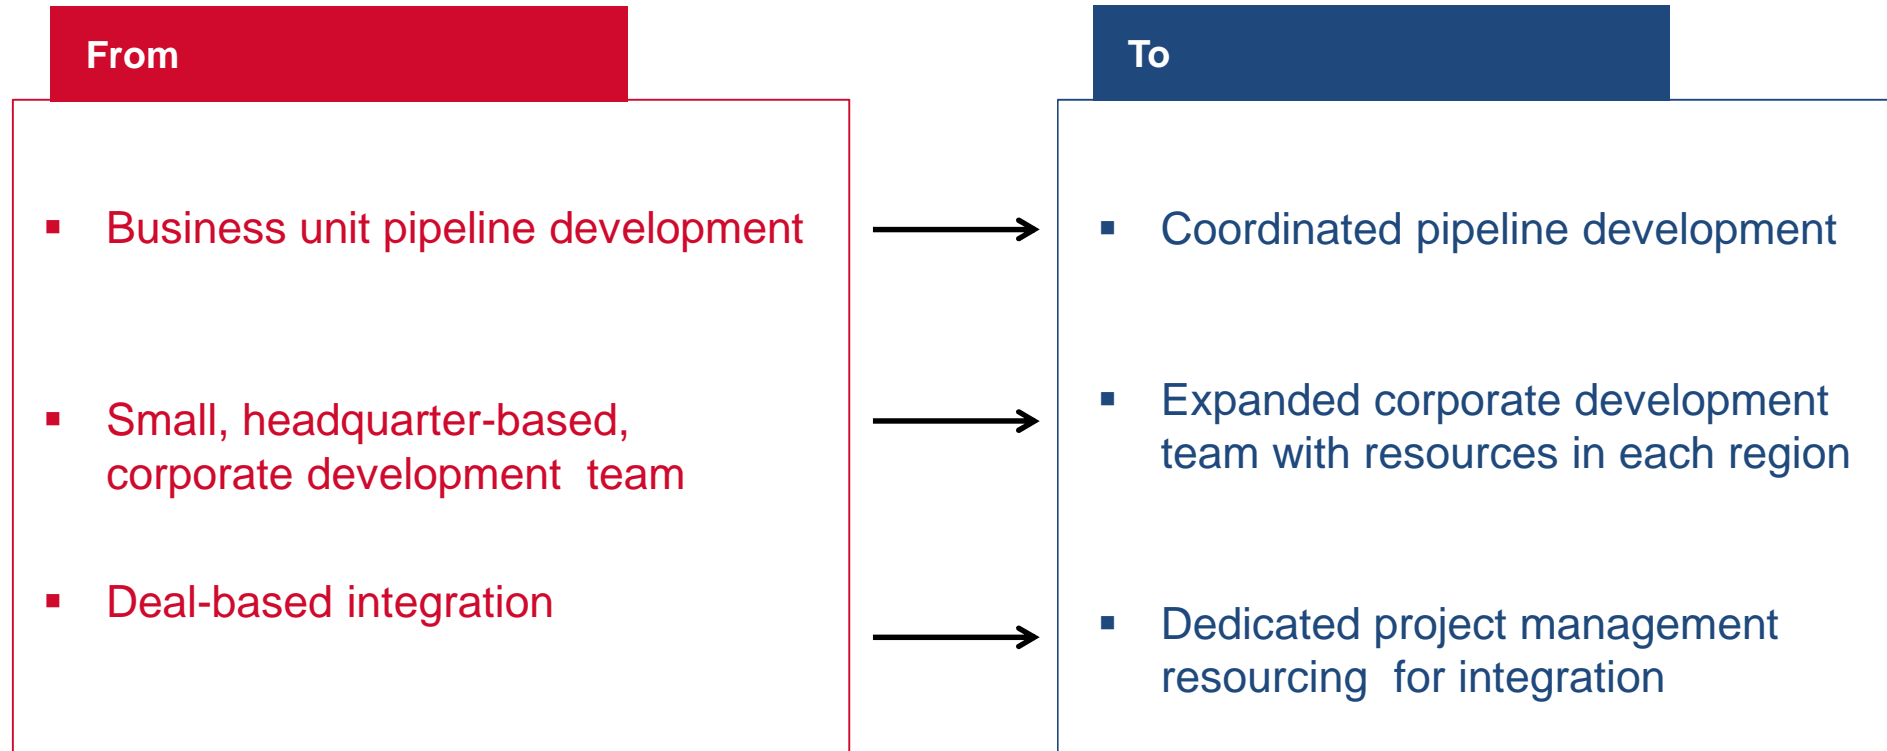 From
▪ Business unit pipeline development
▪ Small, headquarter-based,
corporate development  team
▪ Deal-based integration
To
▪ Coordinated pipeline development
▪ Expanded corporate development
team with resources in each region
▪ Dedicated project management
resourcing  for integration